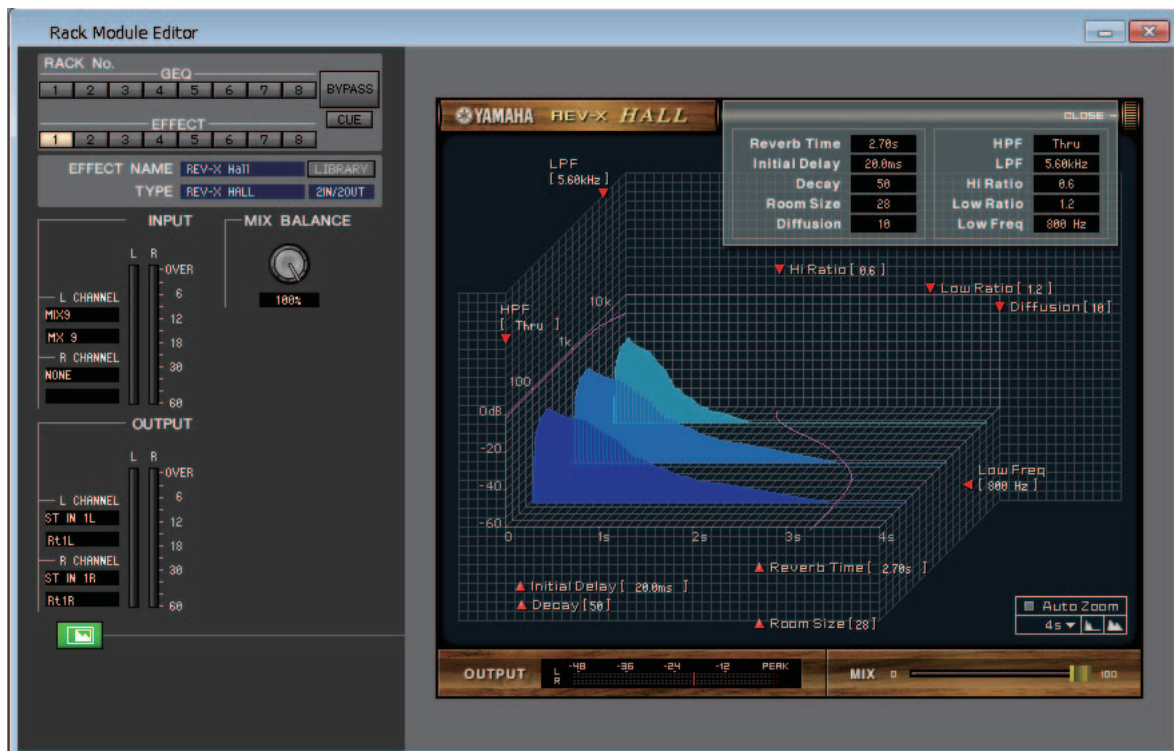 Rack Module Editor
RACK No.
GEQ
1 2 3 4 5 6 7 8
BYPASS
CUE
EFFECT
1 2 3 4 5 6 7 8
EFFECT NAME REV-X Hall LIBRARY
TYPE REV-X HALL 2IN/2OUT
INPUT
MIX BALANCE
100%
L R
OVER
6
12
18
30
60
L CHANNEL
MIX9
MX 9
R CHANNEL
NONE
OUTPUT
L R
OVER
6
12
18
30
60
L CHANNEL
ST IN 1L
Rt1L
R CHANNEL
ST IN 1R
Rt1R
YAMAHA REV-X HALL
CLOSE
Reverb Time 2.70s
Initial Delay 20.0ms
Decay 50
Room Size 28
Diffusion 10
HPF Thru
LPF 5.60kHz
Hi Ratio 0.6
Low Ratio 1.2
Low Freq 800 Hz
LPF
[ 5.60kHz ]
Hi Ratio [ 0.6 ]
Low Ratio [ 1.2 ]
Diffusion [ 10 ]
HPF
[ Thru ]
10k
1k
100
0dB
-20
-40
-60
0 1s 2s 3s 4s
Low Freq
[ 800 Hz ]
Reverb Time [ 2.70s ]
Initial Delay [ 20.0ms ]
Decay [50]
Room Size [28]
Auto Zoom
4s
OUTPUT L R -48 -36 -24 -12 PEAK
MIX 0 100